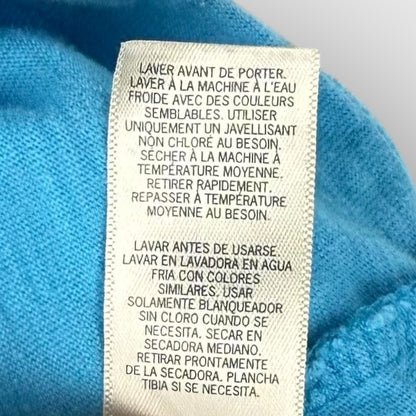 LAVER AVANT DE PORTER.
LAVER À LA MACHINE À L'EAU
FROIDE AVEC DES COULEURS
SEMBLABLES. UTILISER
UNIQUEMENT UN JAVELLISANT
NON CHLORÉ AU BESOIN.
SÉCHER À LA MACHINE À
TEMPÉRATURE MOYENNE.
RETIRER RAPIDEMENT.
REPASSER À TEMPÉRATURE
MOYENNE AU BESOIN.
LAVAR ANTES DE USARSE.
LAVAR EN LAVADORA EN AGUA
FRIA CON COLORES
SIMILARES. USAR
SOLAMENTE BLANQUEADOR
SIN CLORO CUANDO SE
NECESITA. SECAR EN
SECADORA MEDIANO.
RETIRAR PRONTAMENTE
DE LA SECADORA. PLANCHA
TIBIA SI SE NECESITA.